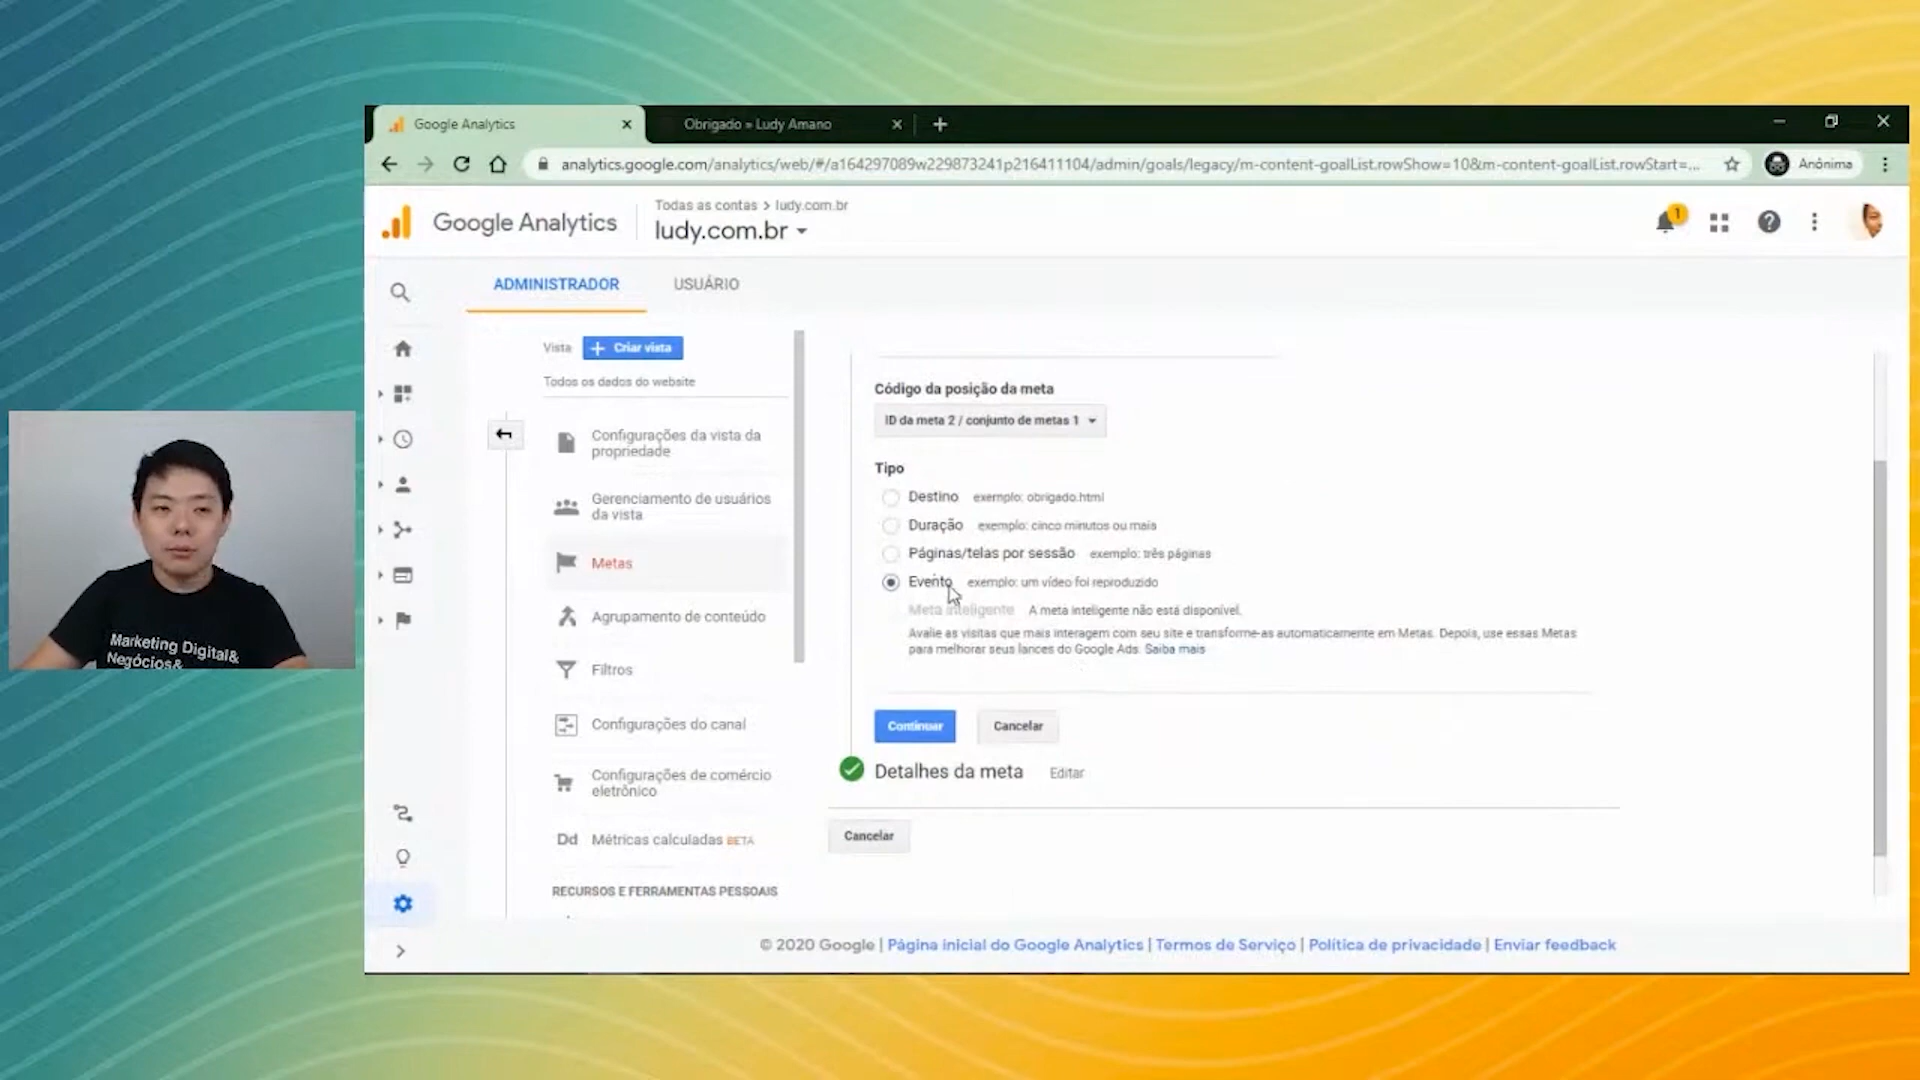 Google Analytics
Obrigado » Ludy Amano
analytics.google.com/analytics/web/#/a164297089w229873241p216411104/admin/goals/legacy/m-content-goalList.rowShow=10&m-content-goalList.rowStart=...
Anônima
Google Analytics
Todas as contas > ludy.com.br
ludy.com.br
1
ADMINISTRADOR
USUÁRIO
Vista
+ Criar vista
Todos os dados do website
Configurações da vista da
propriedade
Gerenciamento de usuários
da vista
Metas
Agrupamento de conteúdo
Filtros
Configurações do canal
Configurações de comércio
eletrônico
Dd Métricas calculadas BETA
RECURSOS E FERRAMENTAS PESSOAIS
Código da posição da meta
ID da meta 2 / conjunto de metas 1
Tipo
Destino exemplo: obrigado.html
Duração exemplo: cinco minutos ou mais
Páginas/telas por sessão exemplo: três páginas
Evento exemplo: um vídeo foi reproduzido
Meta inteligente A meta inteligente não está disponível.
Avalie as visitas que mais interagem com seu site e transforme-as automaticamente em Metas. Depois, use essas Metas
para melhorar seus lances do Google Ads. Saiba mais
Continuar
Cancelar
Detalhes da meta Editar
Cancelar
© 2020 Google | Página inicial do Google Analytics | Termos de Serviço | Política de privacidade | Enviar feedback
Marketing Digital&
Negócios&